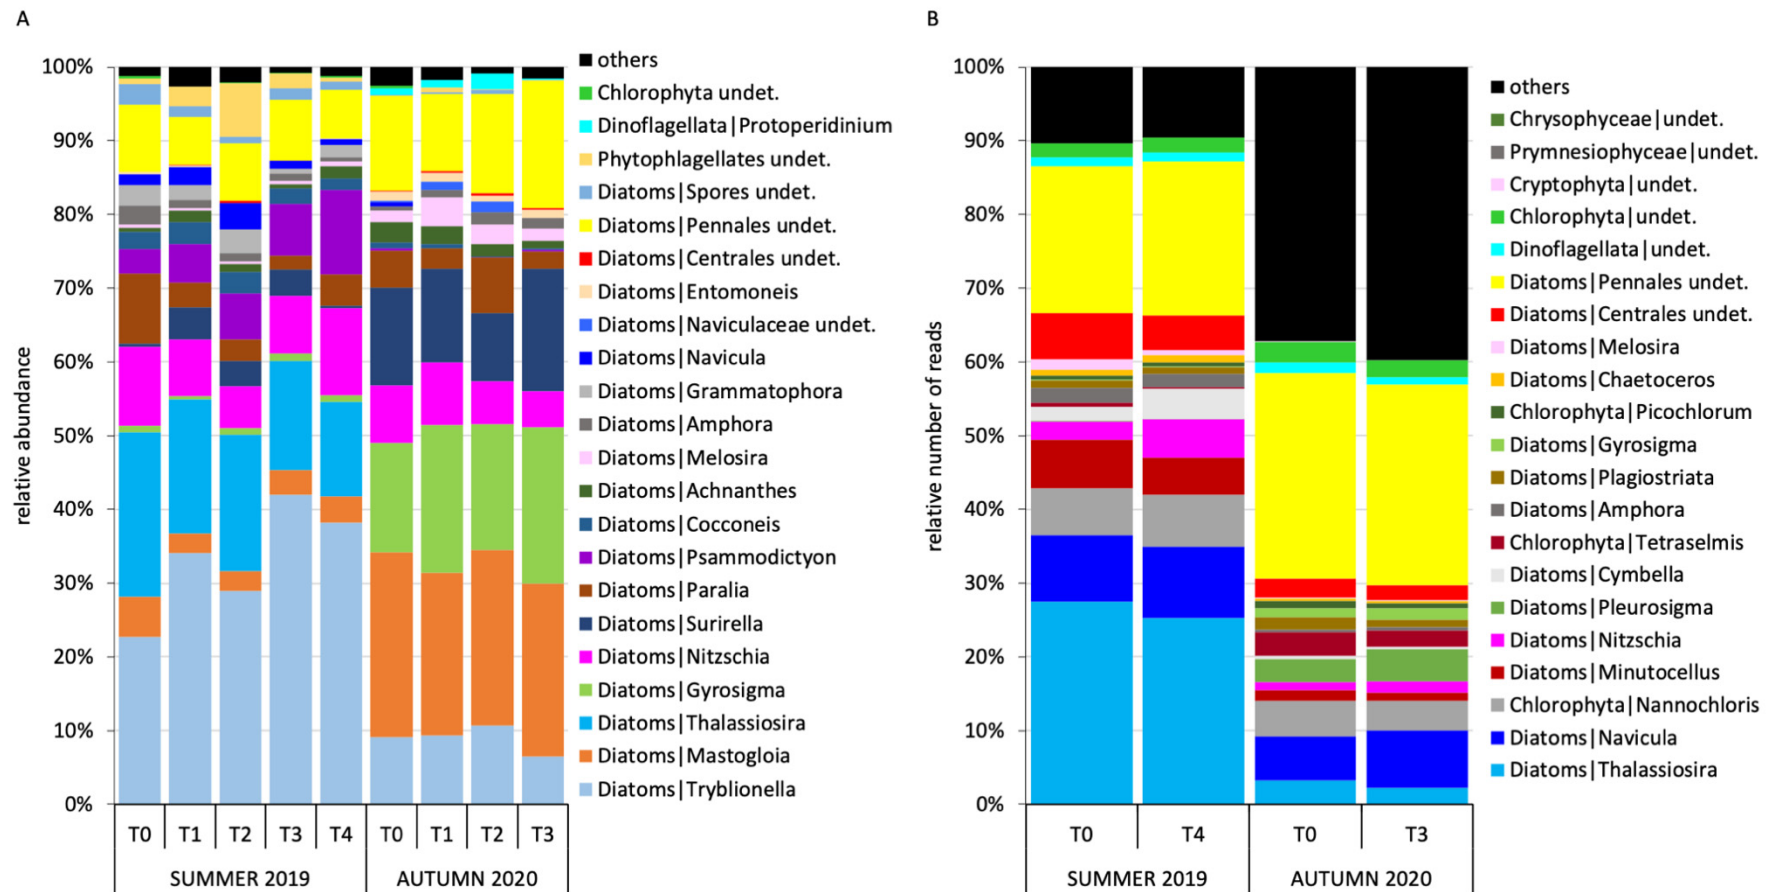 A
relative abundance
100%
90%
80%
70%
60%
50%
40%
30%
20%
10%
0%
T0 T1 T2 T3 T4 T0 T1 T2 T3
SUMMER 2019 AUTUMN 2020
others
Chlorophyta undet.
Dinoflagellata|Protoperidinium
Phytophlagellates undet.
Diatoms|Spores undet.
Diatoms|Pennales undet.
Diatoms|Centrales undet.
Diatoms|Entomoneis
Diatoms|Naviculaceae undet.
Diatoms|Navicula
Diatoms|Grammatophora
Diatoms|Amphora
Diatoms|Melosira
Diatoms|Achnanthes
Diatoms|Cocconeis
Diatoms|Psammodictyon
Diatoms|Paralia
Diatoms|Surirella
Diatoms|Nitzschia
Diatoms|Gyrosigma
Diatoms|Thalassiosira
Diatoms|Mastogloia
Diatoms|Tryblionella
B
relative number of reads
100%
90%
80%
70%
60%
50%
40%
30%
20%
10%
0%
T0 T4 T0 T3
SUMMER 2019 AUTUMN 2020
others
Chrysophyceae|undet.
Prymnesiophyceae|undet.
Cryptophyta|undet.
Chlorophyta|undet.
Dinoflagellata|undet.
Diatoms|Pennales undet.
Diatoms|Centrales undet.
Diatoms|Melosira
Diatoms|Chaetoceros
Chlorophyta|Picochlorum
Diatoms|Gyrosigma
Diatoms|Plagiostriata
Diatoms|Amphora
Chlorophyta|Tetraselmis
Diatoms|Cymbella
Diatoms|Pleurosigma
Diatoms|Nitzschia
Diatoms|Minutocellus
Chlorophyta|Nannochloris
Diatoms|Navicula
Diatoms|Thalassiosira